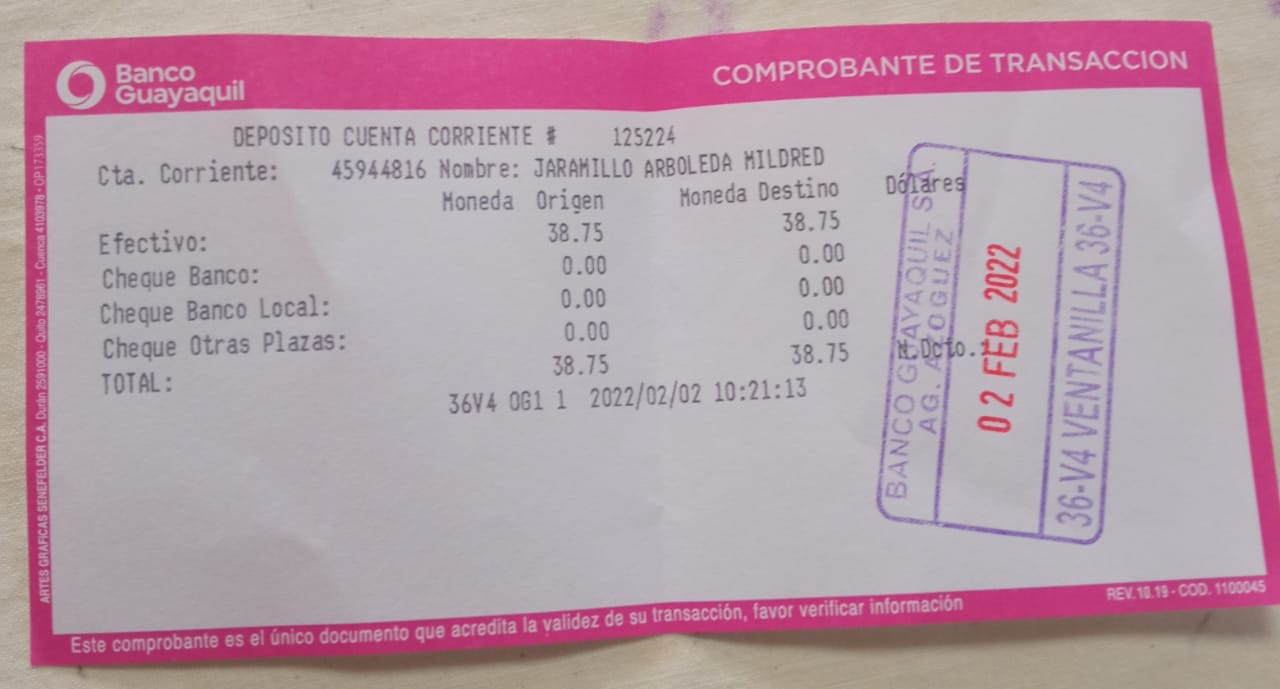 Banco
Guayaquil
COMPROBANTE DE TRANSACCION
DEPOSITO CUENTA CORRIENTE # 125224
Cta. Corriente: 45944816 Nombre: JARAMILLO ARBOLEDA MILDRED
Moneda Origen Moneda Destino Dólares
Efectivo: 38.75 38.75
Cheque Banco: 0.00 0.00
Cheque Banco Local: 0.00 0.00
Cheque Otras Plazas: 0.00 0.00
TOTAL: 38.75 38.75 N.Dcto.:
36V4 OG1 1 2022/02/02 10:21:13
BANCO GUAYAQUIL S.A.
AG. AZOGUEZ
02 FEB 2022
36-V4 VENTANILLA 36-V4
ARTES GRAFICAS SENEFELDER C.A. Durán 2591000 - Quito 2478961 - Cuenca 4103978 • OP173359
Este comprobante es el único documento que acredita la validez de su transacción, favor verificar información
REV.10.19 - COD. 1100045